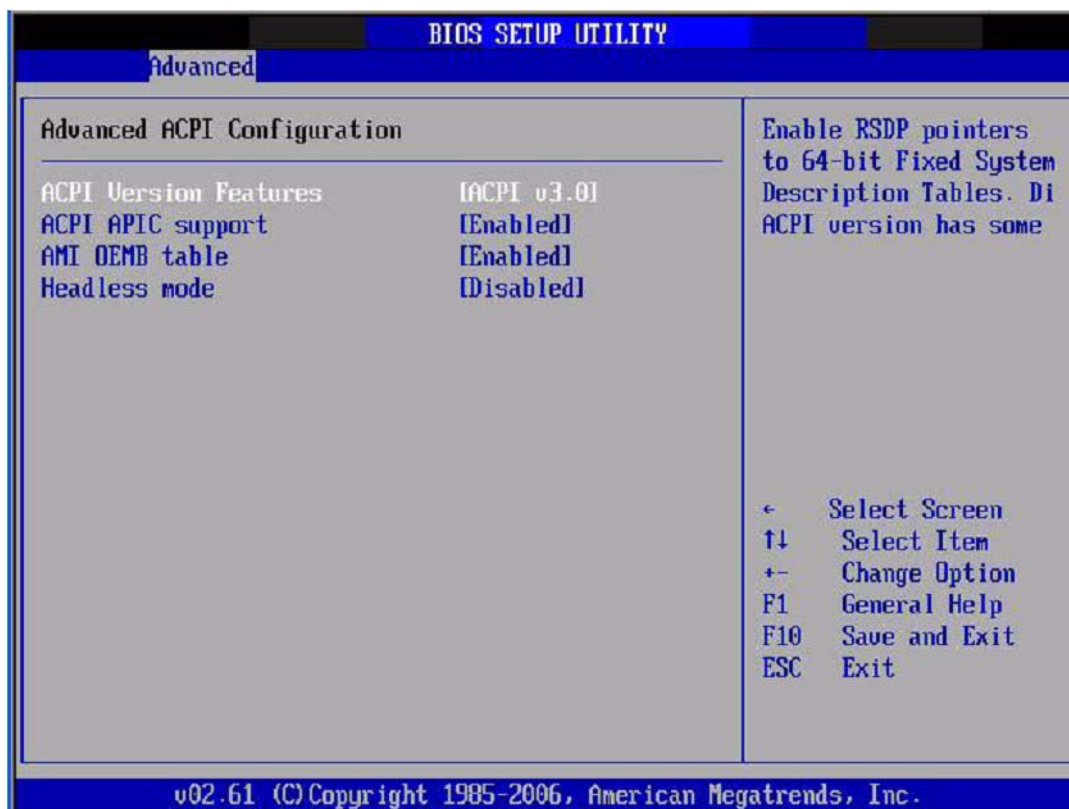 BIOS SETUP UTILITY
Advanced
Advanced ACPI Configuration
ACPI Version Features [ACPI v3.0]
ACPI APIC support [Enabled]
AMI OEMB table [Enabled]
Headless mode [Disabled]
Enable RSDP pointers
to 64-bit Fixed System
Description Tables. Di
ACPI version has some
← Select Screen
↑↓ Select Item
+- Change Option
F1 General Help
F10 Save and Exit
ESC Exit
v02.61 (C)Copyright 1985-2006, American Megatrends, Inc.